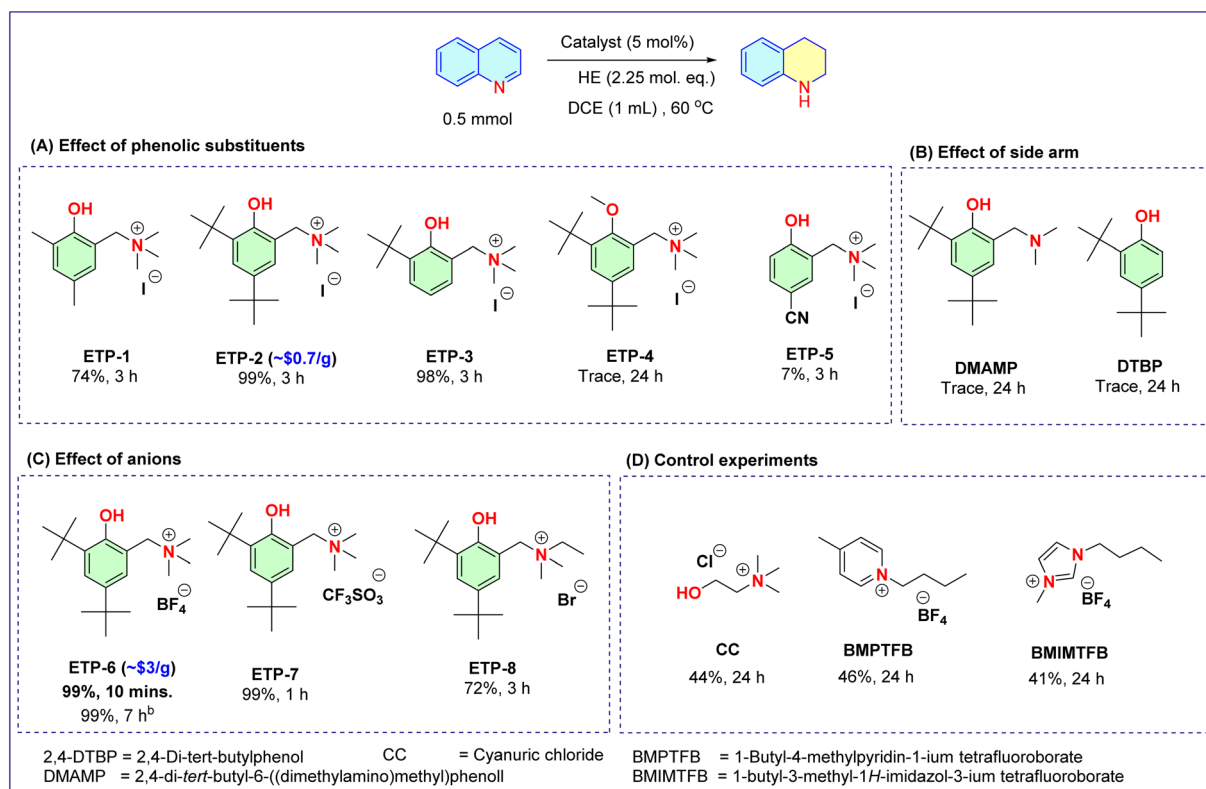 Catalyst (5 mol%)
HE (2.25 mol. eq.)
DCE (1 mL) , 60 °C
N
N
H
0.5 mmol
(A) Effect of phenolic substituents
OH
N
⊕
I
⊖
ETP-1
74%, 3 h
OH
N
⊕
I
⊖
ETP-2 (~$0.7/g)
99%, 3 h
OH
N
⊕
I
⊖
ETP-3
98%, 3 h
O
N
⊕
I
⊖
ETP-4
Trace, 24 h
OH
N
⊕
I
⊖
CN
ETP-5
7%, 3 h
(B) Effect of side arm
OH
N
DMAMP
Trace, 24 h
OH
DTBP
Trace, 24 h
(C) Effect of anions
OH
N
⊕
BF4
⊖
ETP-6 (~$3/g)
99%, 10 mins.
99%, 7 hᵇ
OH
N
⊕
CF3SO3
⊖
ETP-7
99%, 1 h
OH
N
⊕
Br
⊖
ETP-8
72%, 3 h
(D) Control experiments
Cl
⊖
HO
N
⊕
CC
44%, 24 h
N
⊕
BF4
⊖
BMPTFB
46%, 24 h
N
N
⊕
BF4
⊖
BMIMTFB
41%, 24 h
2,4-DTBP = 2,4-Di-tert-butylphenol
CC = Cyanuric chloride
BMPTFB = 1-Butyl-4-methylpyridin-1-ium tetrafluoroborate
DMAMP = 2,4-di-tert-butyl-6-((dimethylamino)methyl)phenoll
BMIMTFB = 1-butyl-3-methyl-1H-imidazol-3-ium tetrafluoroborate